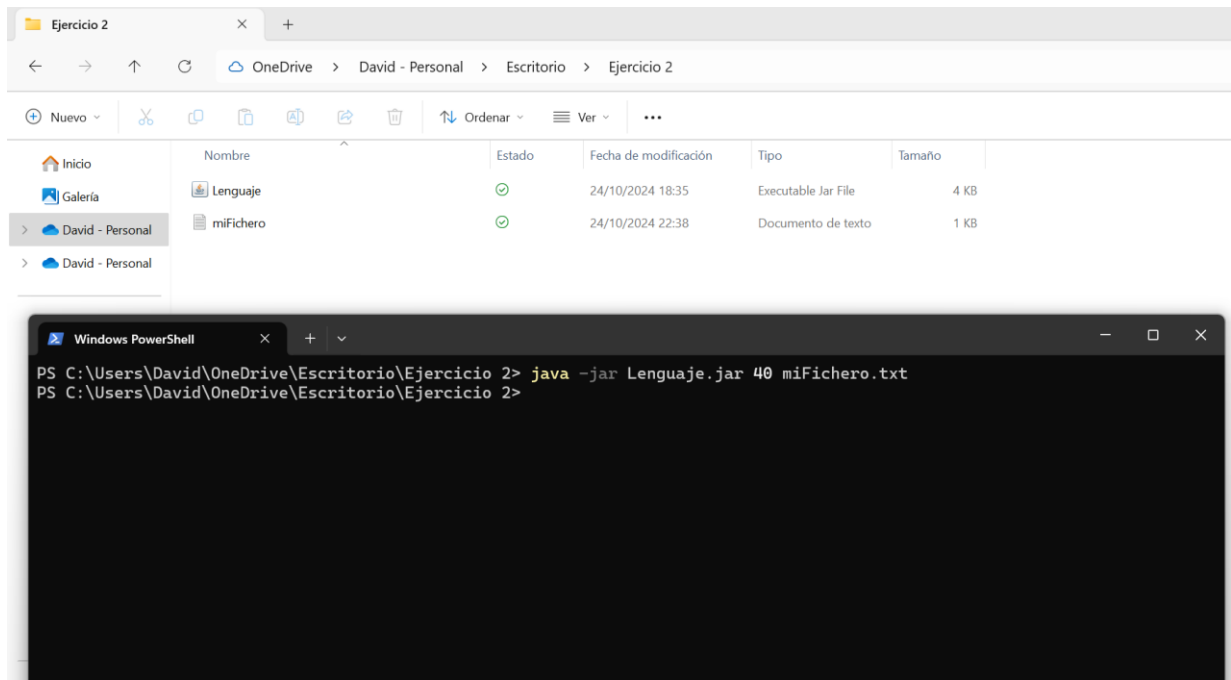 Ejercicio 2
OneDrive > David - Personal > Escritorio > Ejercicio 2
Nuevo Ordenar Ver
Nombre Estado Fecha de modificación Tipo Tamaño
Inicio
Galería
David - Personal
David - Personal
Lenguaje 24/10/2024 18:35 Executable Jar File 4 KB
miFichero 24/10/2024 22:38 Documento de texto 1 KB
Windows PowerShell
PS C:\Users\David\OneDrive\Escritorio\Ejercicio 2> java -jar Lenguaje.jar 40 miFichero.txt
PS C:\Users\David\OneDrive\Escritorio\Ejercicio 2>